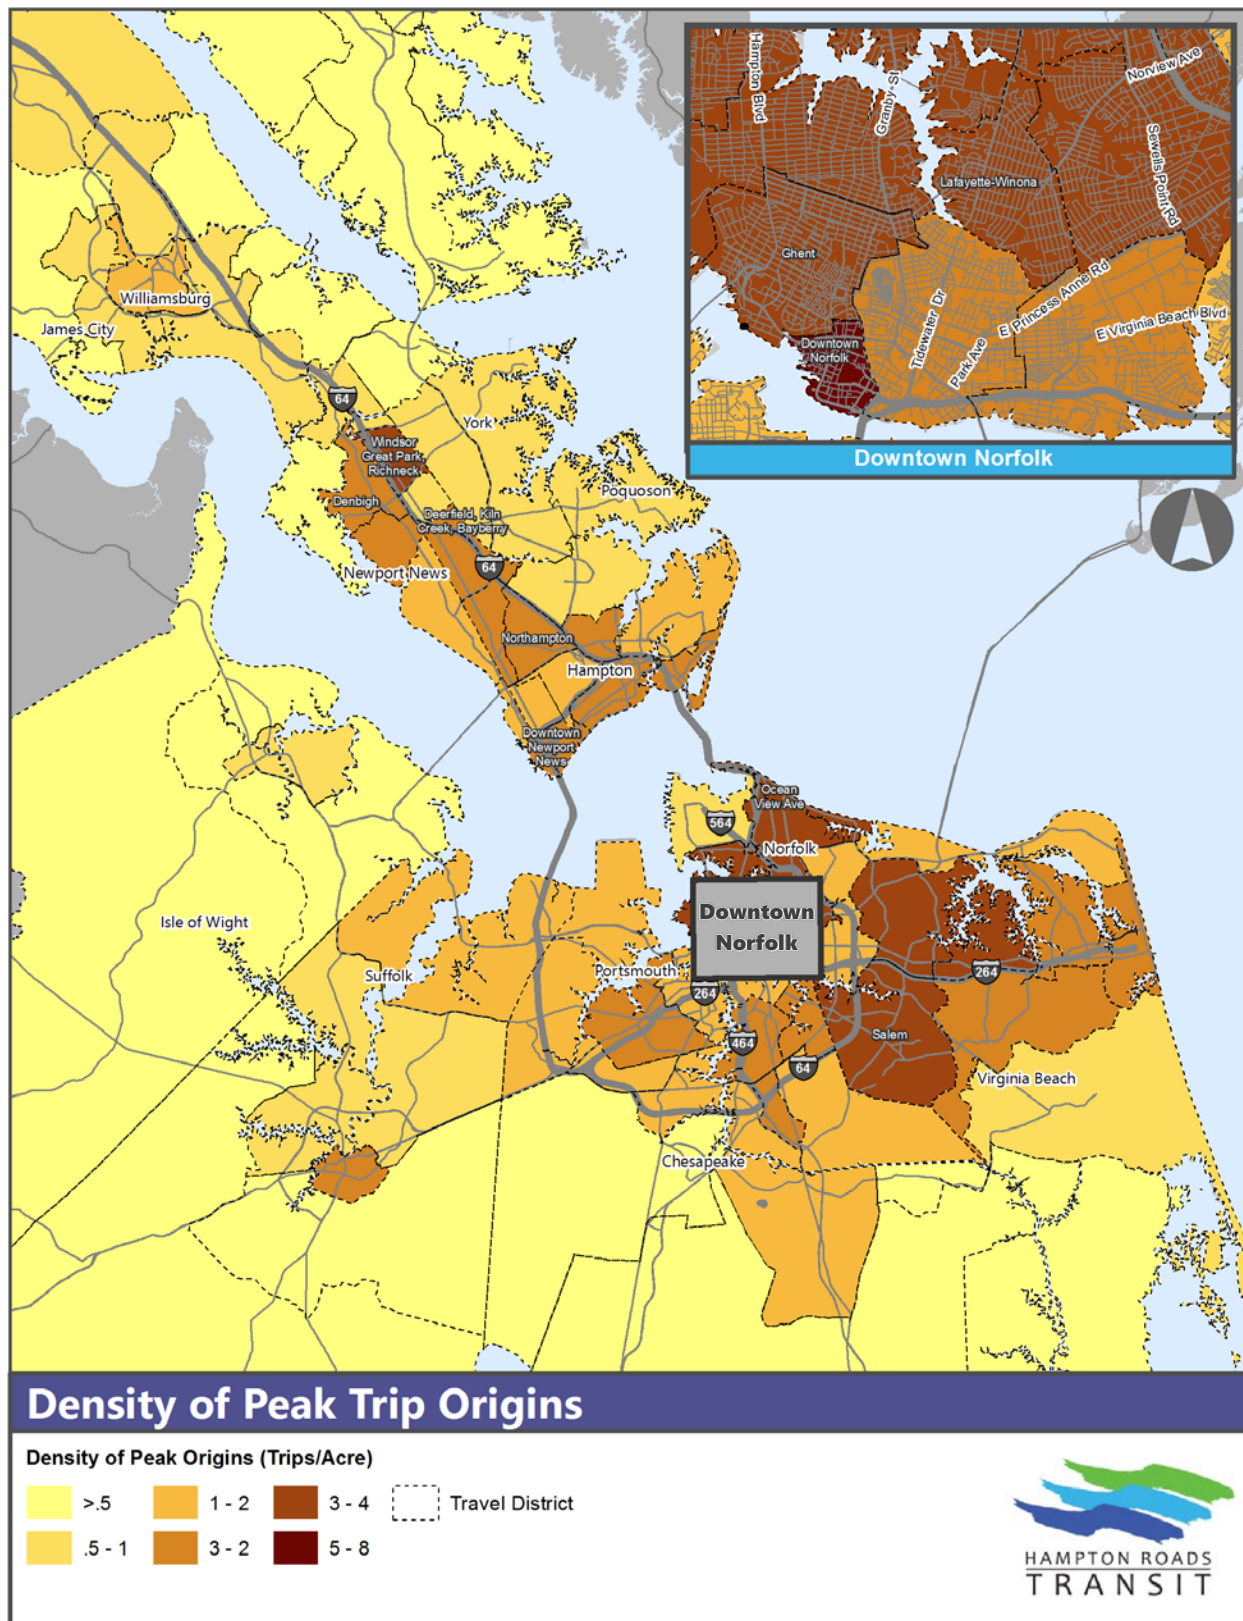 Hampton Blvd
Granby St
Norview Ave
Sewells Point Rd
Lafayette-Winona
Ghent
E Princess Anne Rd
E Virginia Beach Blvd
Tidewater Dr
Park Ave
Downtown
Norfolk
Downtown Norfolk
Williamsburg
James City
64
York
Windsor
Great Park,
Richneck
Poquoson
Denbigh
Deerfield, Kiln
Creek, Bayberry
64
Newport News
Northampton
Hampton
Downtown
Newport
News
Ocean
View Ave
564
Norfolk
Downtown
Norfolk
Isle of Wight
Suffolk
Portsmouth
264
264
464
Salem
64
Virginia Beach
Chesapeake
Density of Peak Trip Origins
Density of Peak Origins (Trips/Acre)
>.5
1 - 2
3 - 4
Travel District
.5 - 1
3 - 2
5 - 8
HAMPTON ROADS
TRANSIT